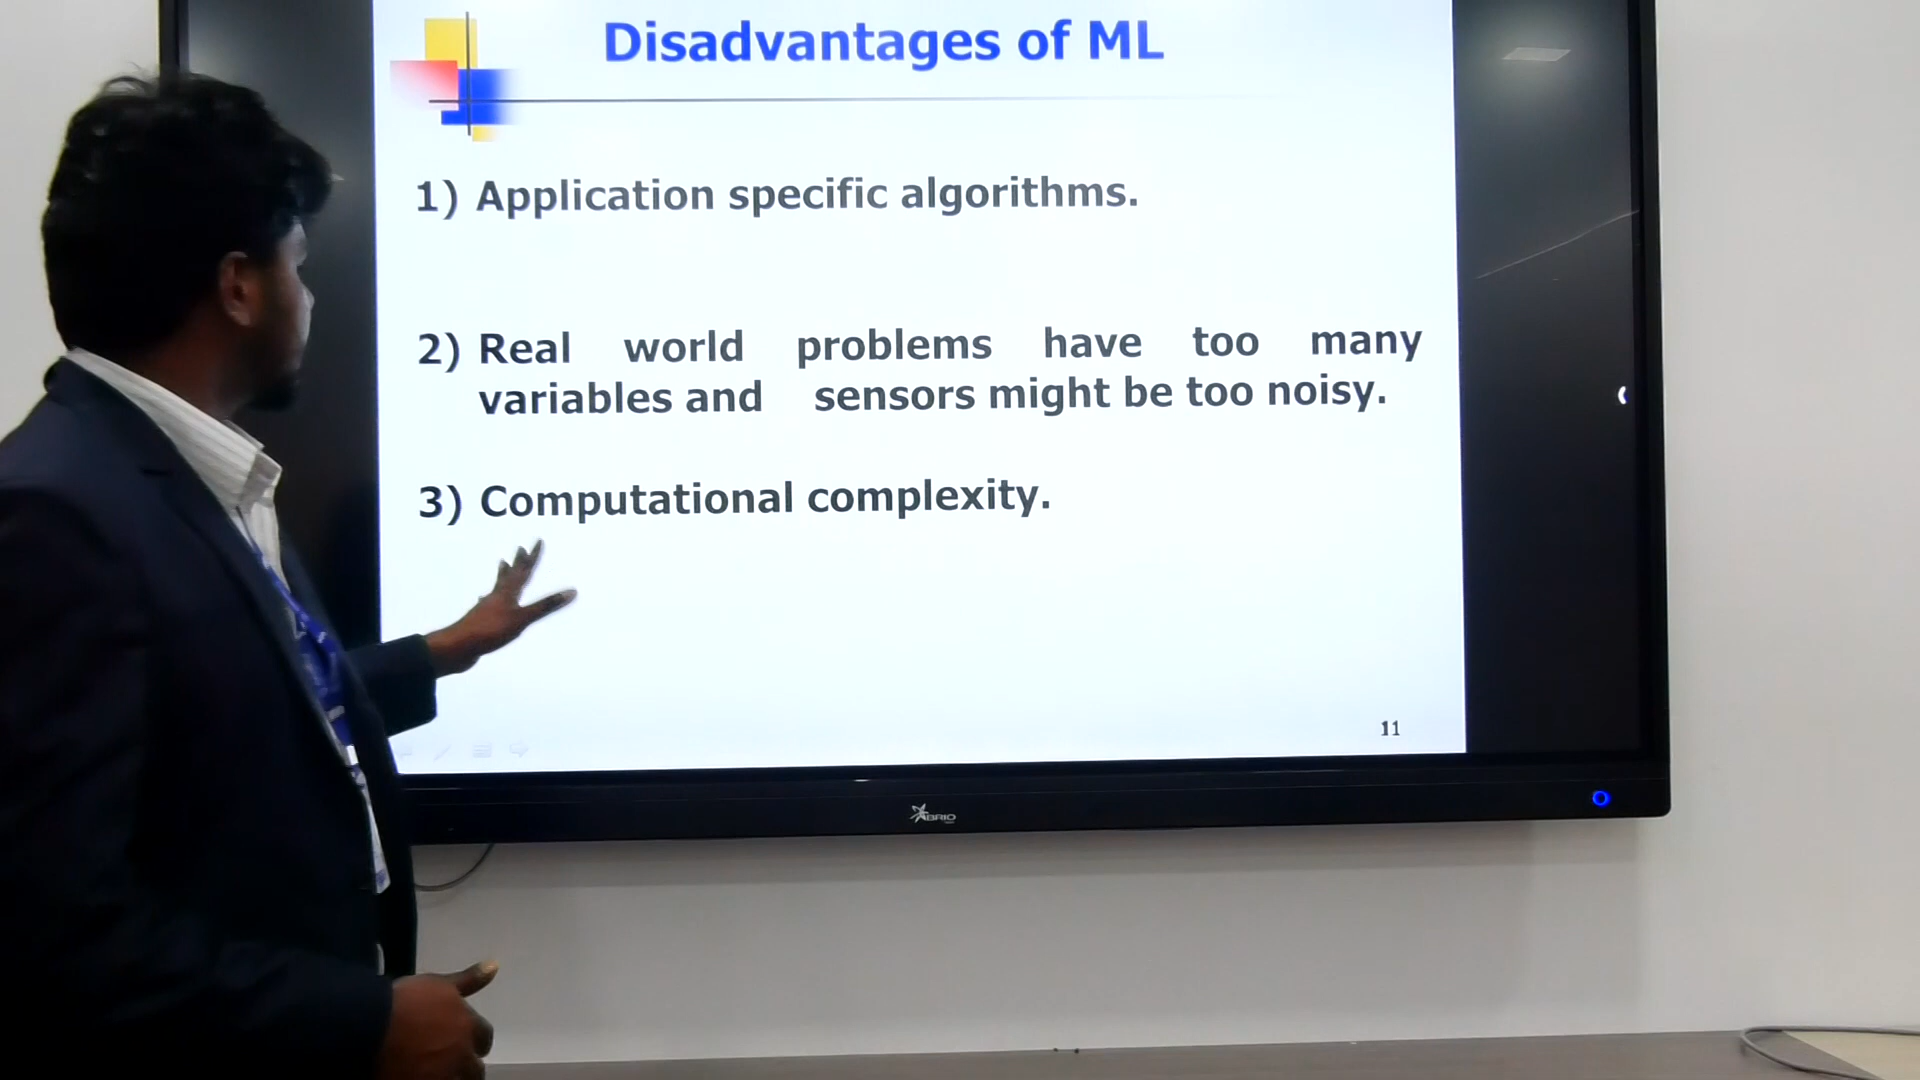 Disadvantages of ML
1) Application specific algorithms.
2) Real world problems have too many
variables and sensors might be too noisy.
3) Computational complexity.
11
ABRIO